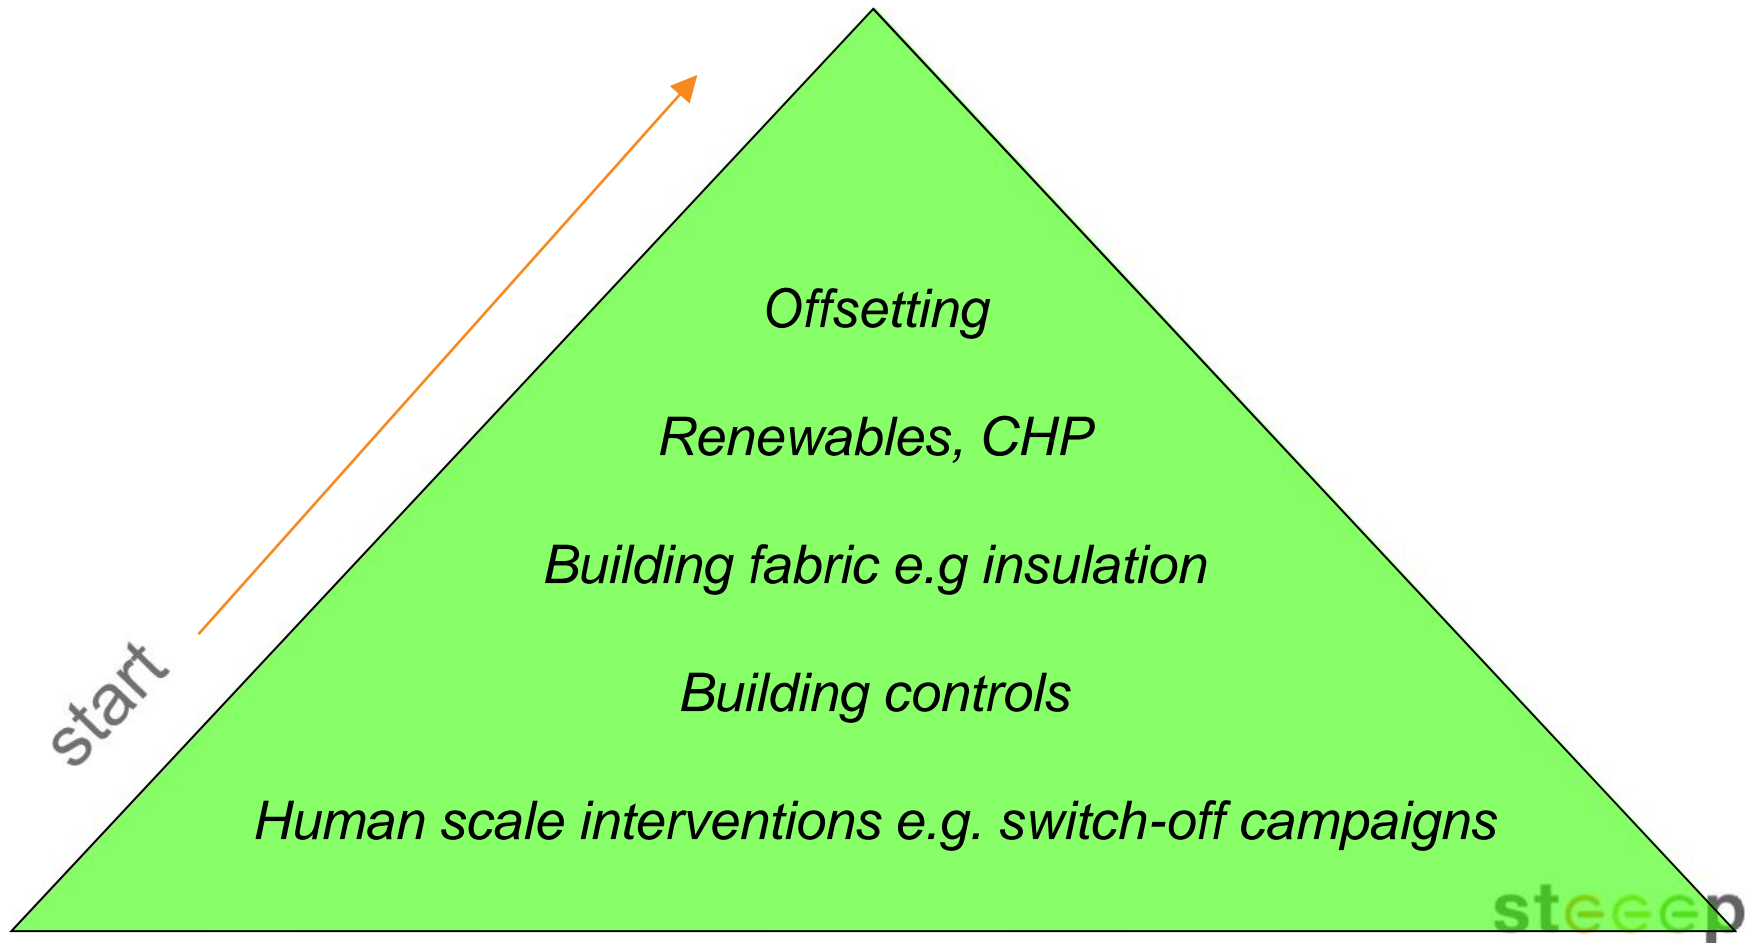 Offsetting
Renewables, CHP
Building fabric e.g insulation
start
Building controls
Human scale interventions e.g. switch-off campaigns
steeep